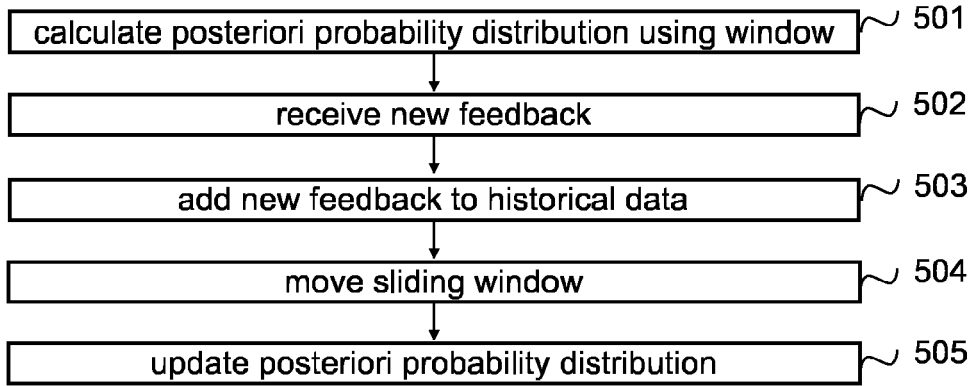 calculate posteriori probability distribution using window 501
receive new feedback 502
add new feedback to historical data 503
move sliding window 504
update posteriori probability distribution 505